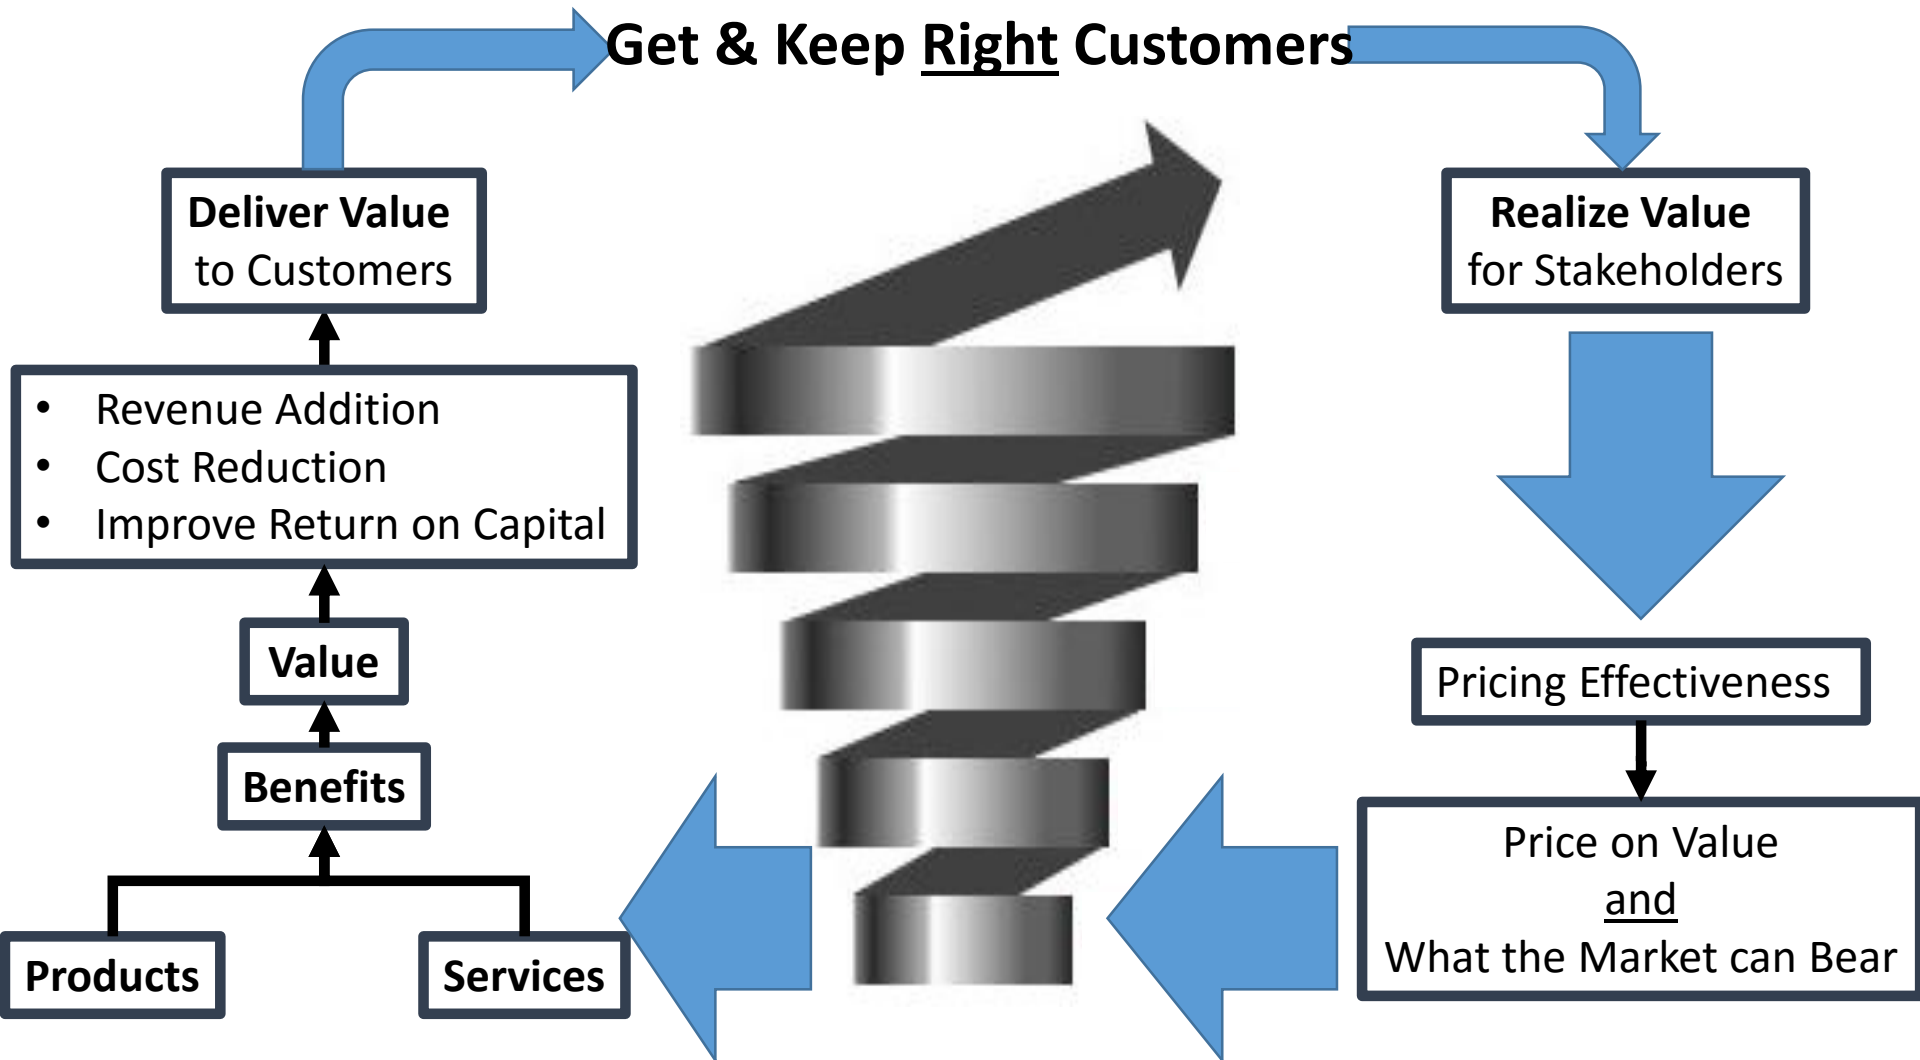 Get & Keep Right Customers
Deliver Value
to Customers
• Revenue Addition
• Cost Reduction
• Improve Return on Capital
Value
Benefits
Products
Services
Realize Value
for Stakeholders
Pricing Effectiveness
Price on Value
and
What the Market can Bear